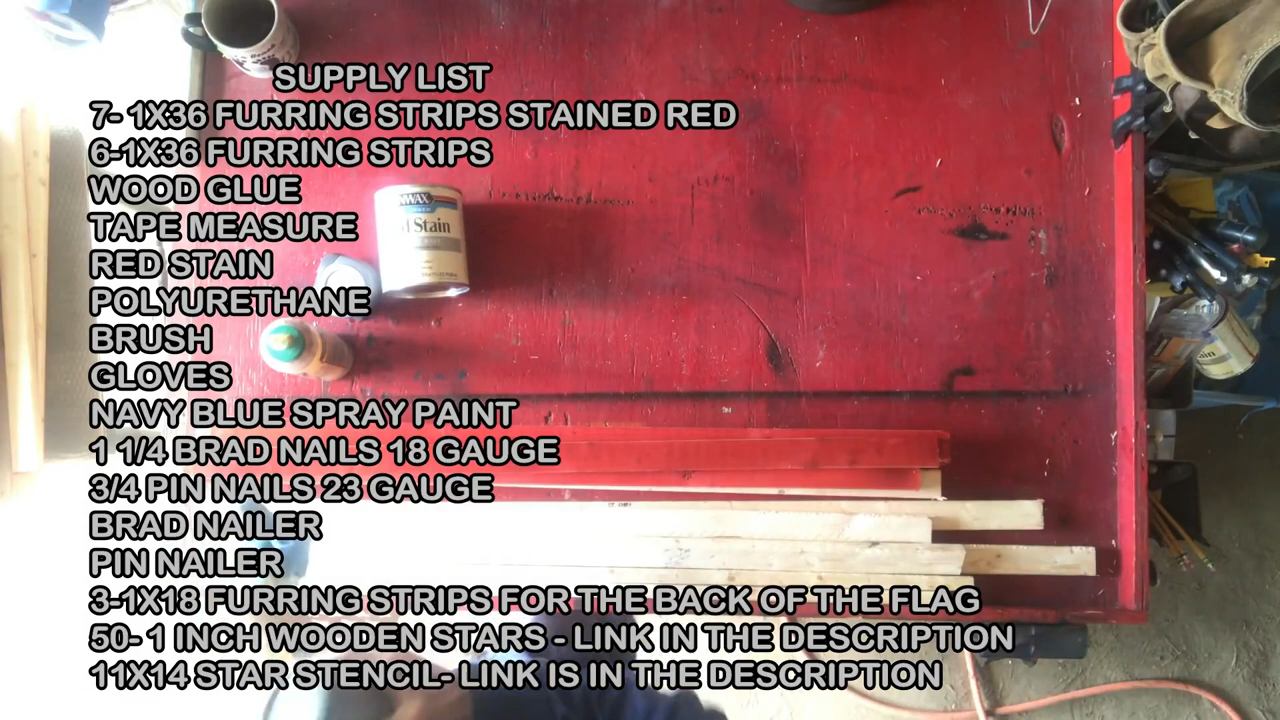 SUPPLY LIST
7- 1X36 FURRING STRIPS STAINED RED
6-1X36 FURRING STRIPS
WOOD GLUE
TAPE MEASURE
RED STAIN
POLYURETHANE
BRUSH
GLOVES
NAVY BLUE SPRAY PAINT
1 1/4 BRAD NAILS 18 GAUGE
3/4 PIN NAILS 23 GAUGE
BRAD NAILER
PIN NAILER
3-1X18 FURRING STRIPS FOR THE BACK OF THE FLAG
50- 1 INCH WOODEN STARS - LINK IN THE DESCRIPTION
11X14 STAR STENCIL- LINK IS IN THE DESCRIPTION
NWAX
Stain